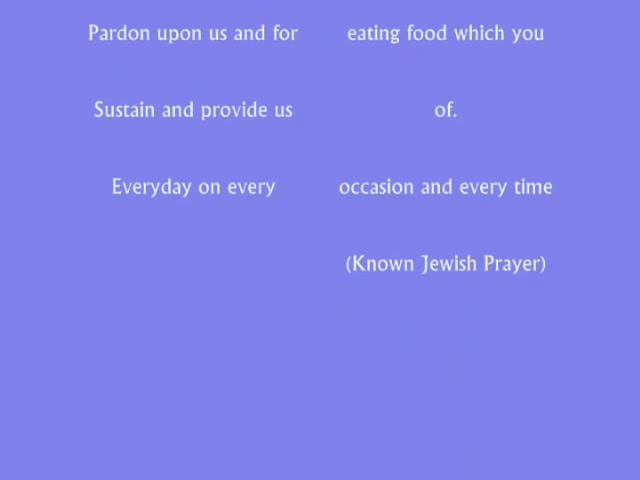 Pardon upon us and for eating food which you
Sustain and provide us of.
Everyday on every occasion and every time
(Known Jewish Prayer)